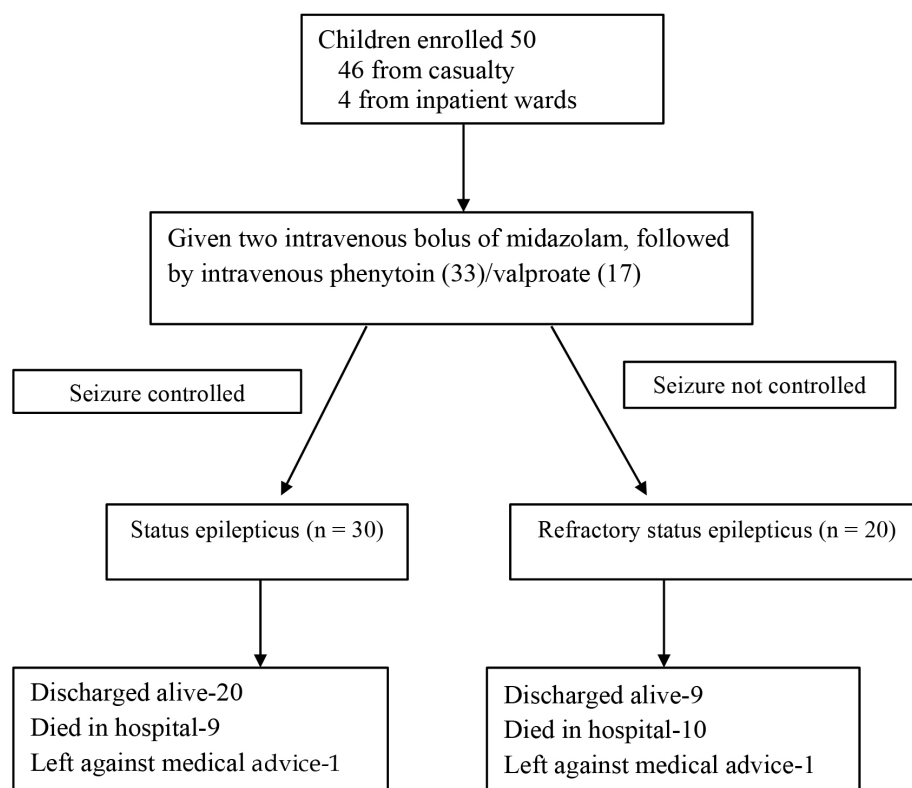 Children enrolled 50
46 from casualty
4 from inpatient wards
Given two intravenous bolus of midazolam, followed
by intravenous phenytoin (33)/valproate (17)
Seizure controlled
Seizure not controlled
Status epilepticus (n = 30)
Refractory status epilepticus (n = 20)
Discharged alive-20
Died in hospital-9
Left against medical advice-1
Discharged alive-9
Died in hospital-10
Left against medical advice-1